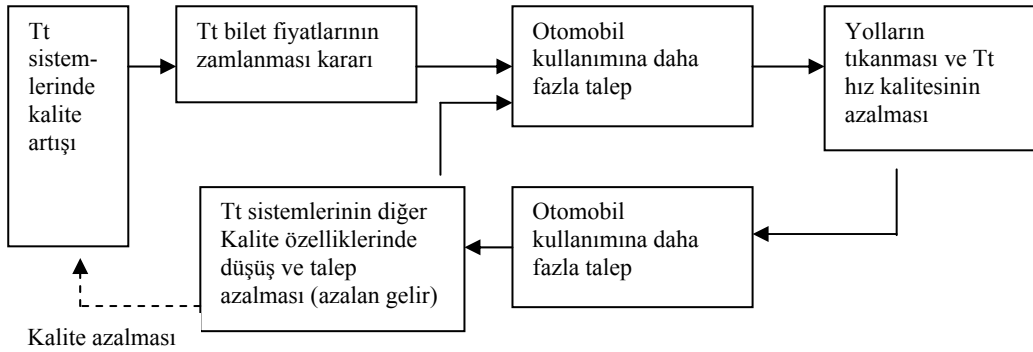 Tt
sistem-
lerinde
kalite
artışı
Tt bilet fiyatlarının
zamlanması kararı
Otomobil
kullanımına daha
fazla talep
Yolların
tıkanması ve Tt
hız kalitesinin
azalması
Tt sistemlerinin diğer
Kalite özelliklerinde
düşüş ve talep
azalması (azalan gelir)
Otomobil
kullanımına daha
fazla talep
Kalite azalması